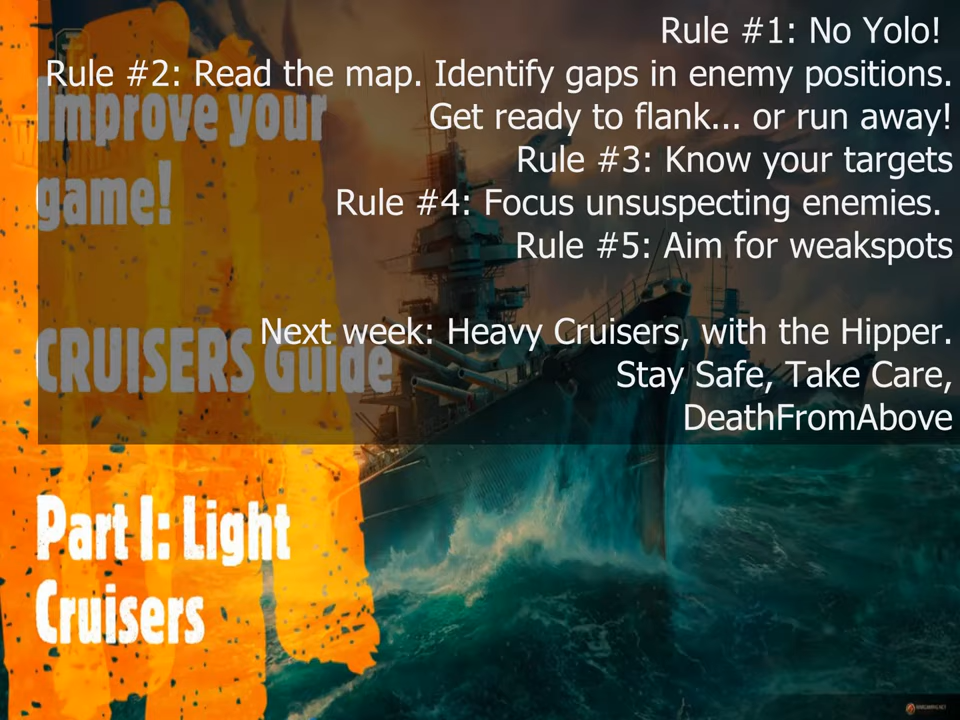 Rule #1: No Yolo!
Rule #2: Read the map. Identify gaps in enemy positions.
Get ready to flank... or run away!
Rule #3: Know your targets
Rule #4: Focus unsuspecting enemies.
Rule #5: Aim for weakspots
Next week: Heavy Cruisers, with the Hipper.
Stay Safe, Take Care,
DeathFromAbove
Improve your
game!
CRUISERS Guide
Part I: Light
Cruisers
WARGAMING.NET